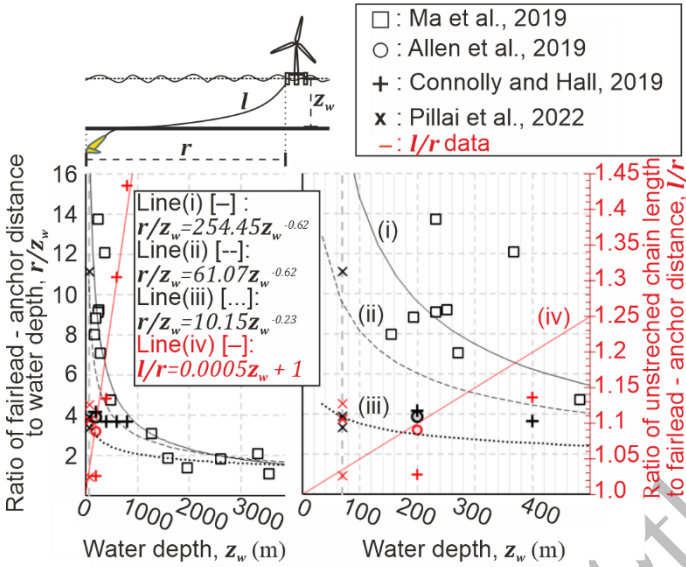 l
z_w
r
□ : Ma et al., 2019
○ : Allen et al., 2019
+ : Connolly and Hall, 2019
x : Pillai et al., 2022
– : l/r data
Ratio of fairlead - anchor distance
to water depth, r/z_w
16
14
12
10
8
6
4
2
0
1000
2000
3000
Water depth, z_w (m)
Line(i) [–] :
r/z_w=254.45z_w^-0.62
Line(ii) [--]:
r/z_w=61.07z_w^-0.62
Line(iii) [...]:
r/z_w=10.15z_w^-0.23
Line(iv) [–]:
l/r=0.0005z_w + 1
(i)
(ii)
(iii)
(iv)
0
100
200
300
400
Water depth, z_w (m)
1.45
1.40
1.35
1.30
1.25
1.20
1.15
1.10
1.05
1.0
Ratio of unstreched chain length
to fairlead - anchor distance, l/r